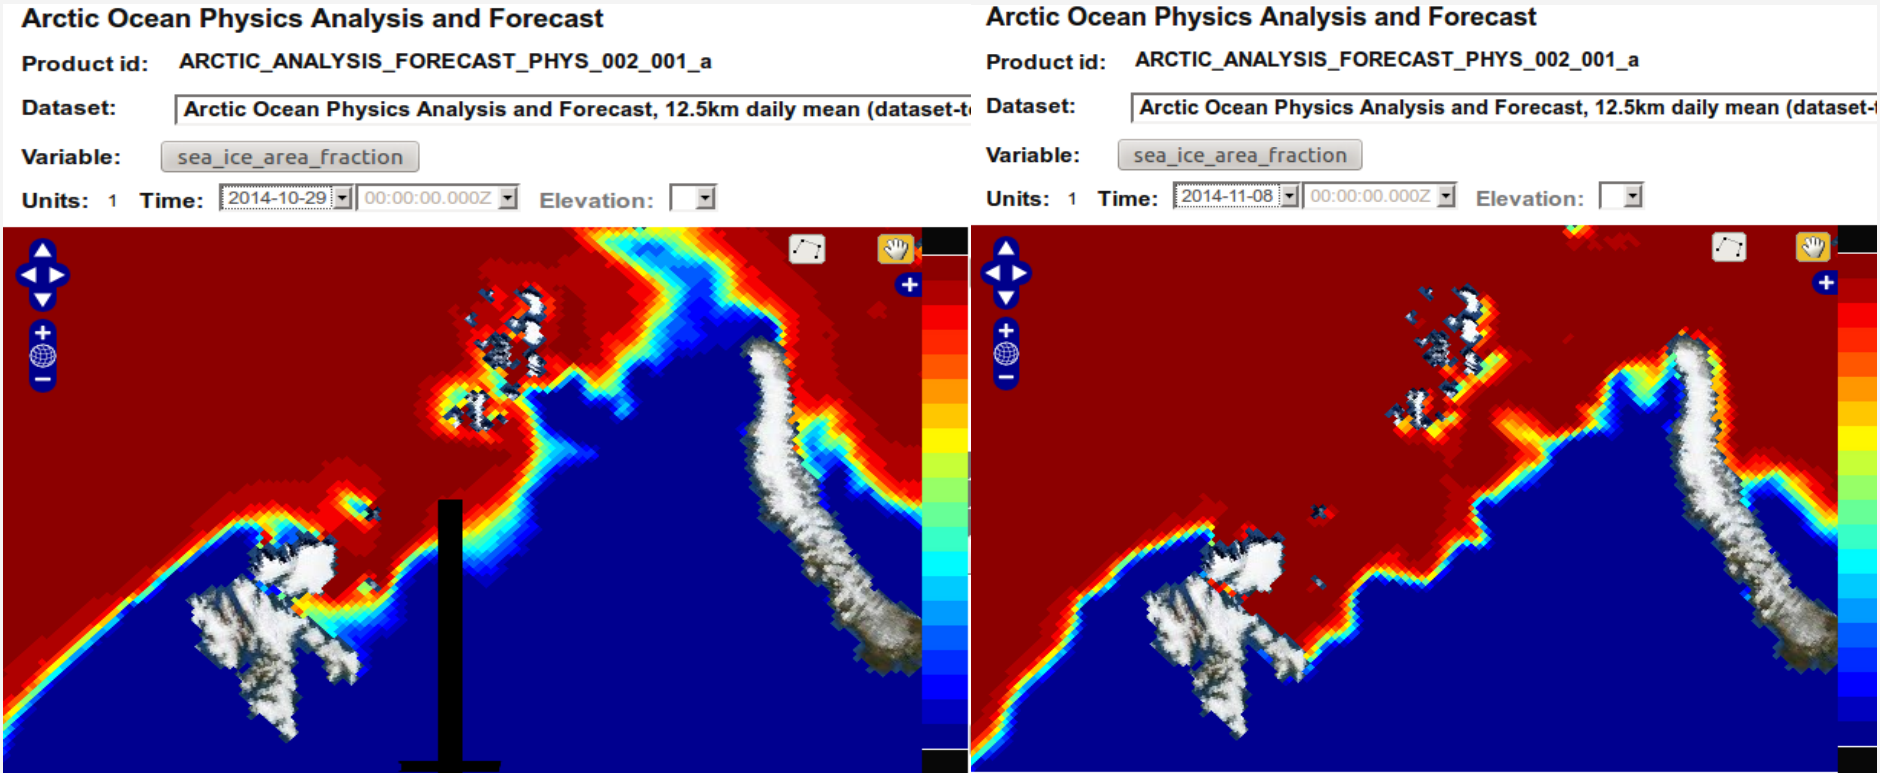 Arctic Ocean Physics Analysis and Forecast
Product id: ARCTIC_ANALYSIS_FORECAST_PHYS_002_001_a
Dataset: Arctic Ocean Physics Analysis and Forecast, 12.5km daily mean (dataset-t
Variable: sea_ice_area_fraction
Units: 1 Time: 2014-10-29 00:00:00.000Z Elevation:
Arctic Ocean Physics Analysis and Forecast
Product id: ARCTIC_ANALYSIS_FORECAST_PHYS_002_001_a
Dataset: Arctic Ocean Physics Analysis and Forecast, 12.5km daily mean (dataset-
Variable: sea_ice_area_fraction
Units: 1 Time: 2014-11-08 00:00:00.000Z Elevation: